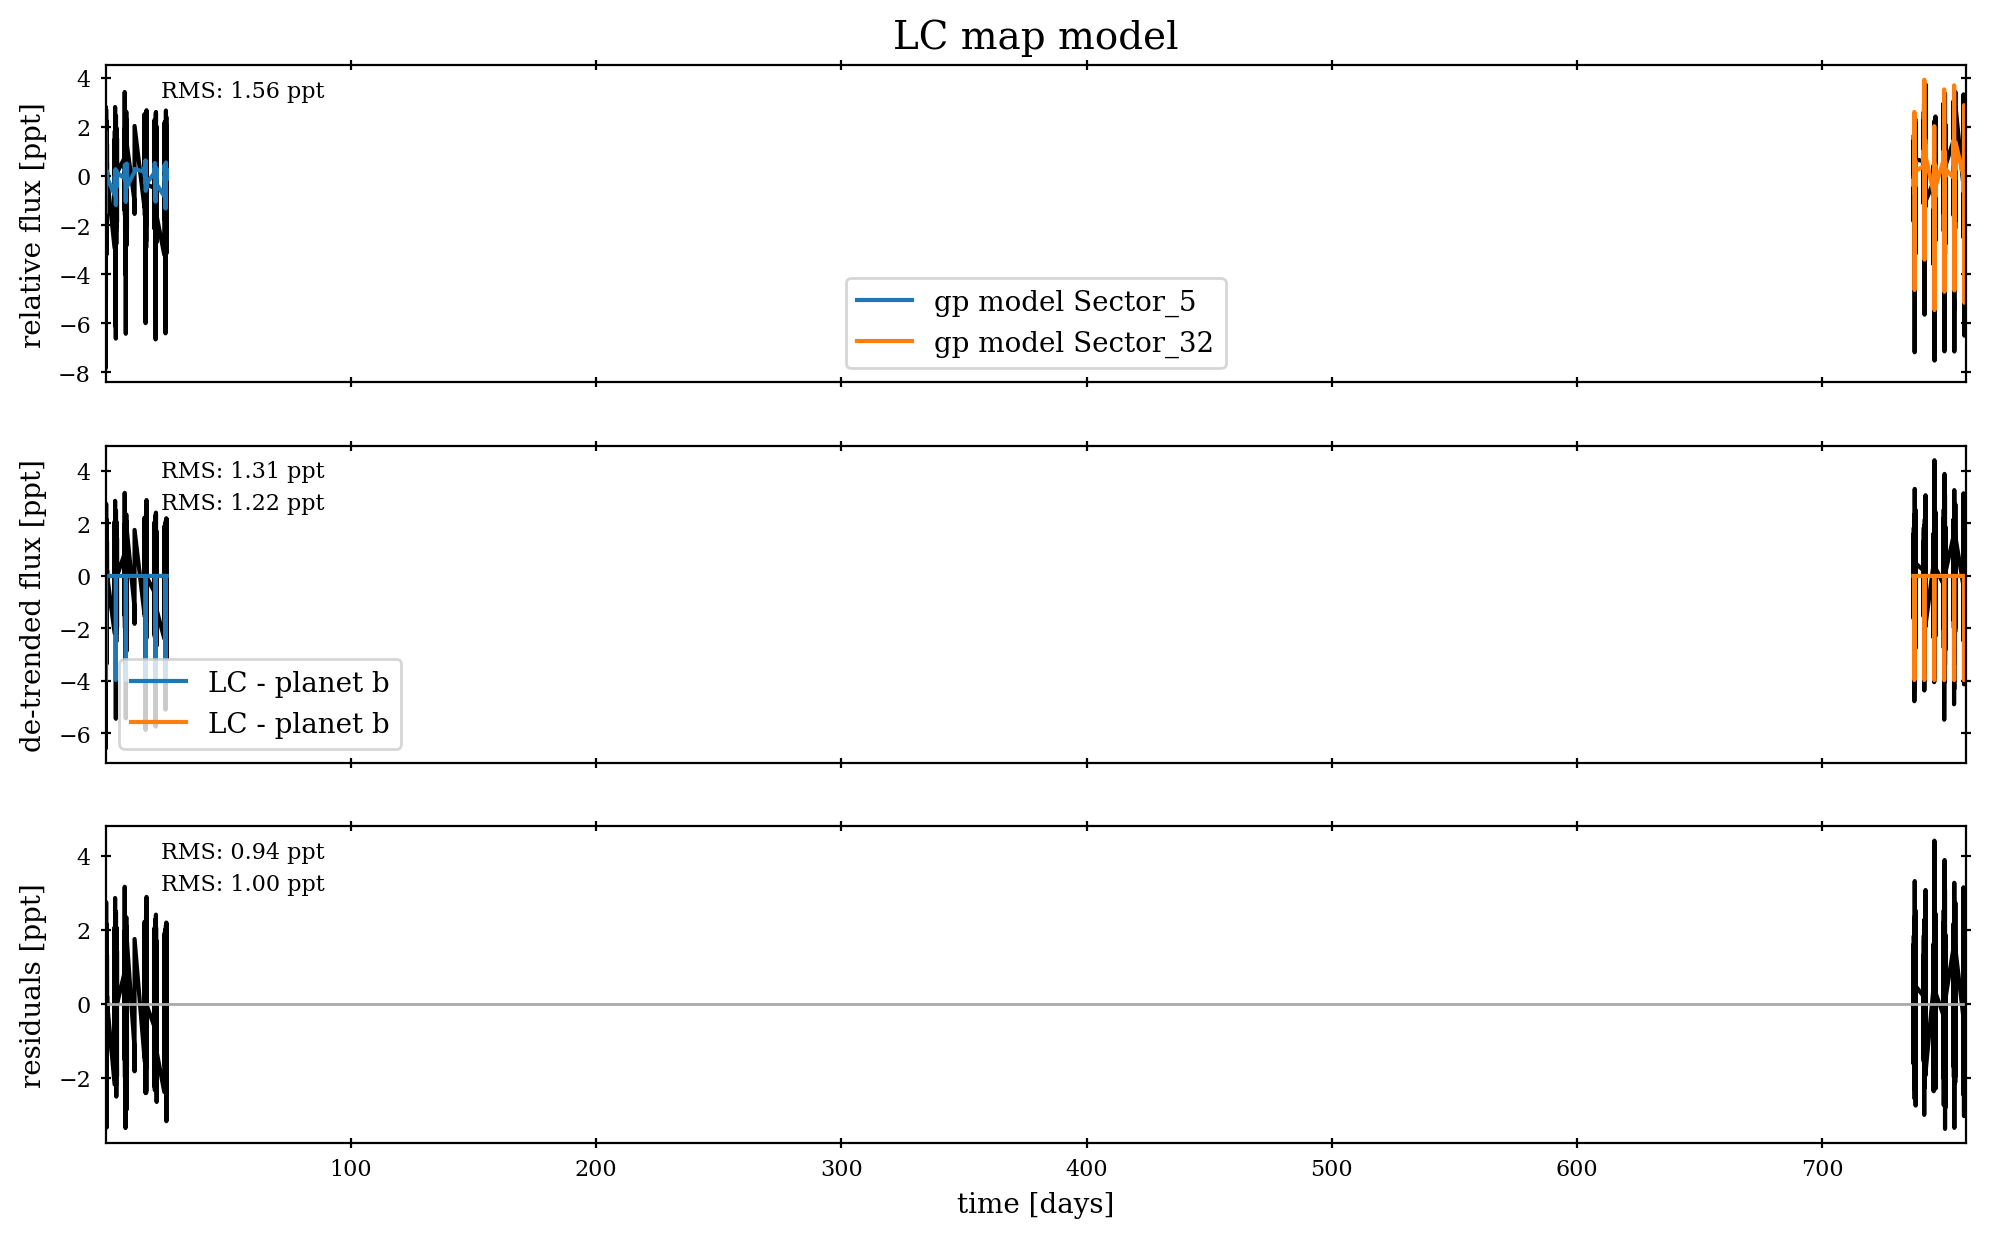 LC map model
relative flux [ppt]
4
2
0
−2
−4
−6
−8
RMS: 1.56 ppt
gp model Sector_5
gp model Sector_32
de-trended flux [ppt]
4
2
0
−2
−4
−6
RMS: 1.31 ppt
RMS: 1.22 ppt
LC - planet b
LC - planet b
residuals [ppt]
4
2
0
−2
RMS: 0.94 ppt
RMS: 1.00 ppt
100 200 300 400 500 600 700
time [days]